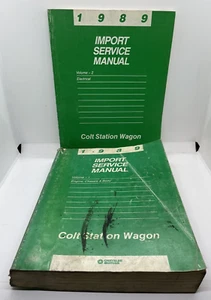 1989
IMPORT
SERVICE
MANUAL
Volume - 2
Electrical
Colt Station Wagon
1989
IMPORT
SERVICE
MANUAL
Colt Station Wagon